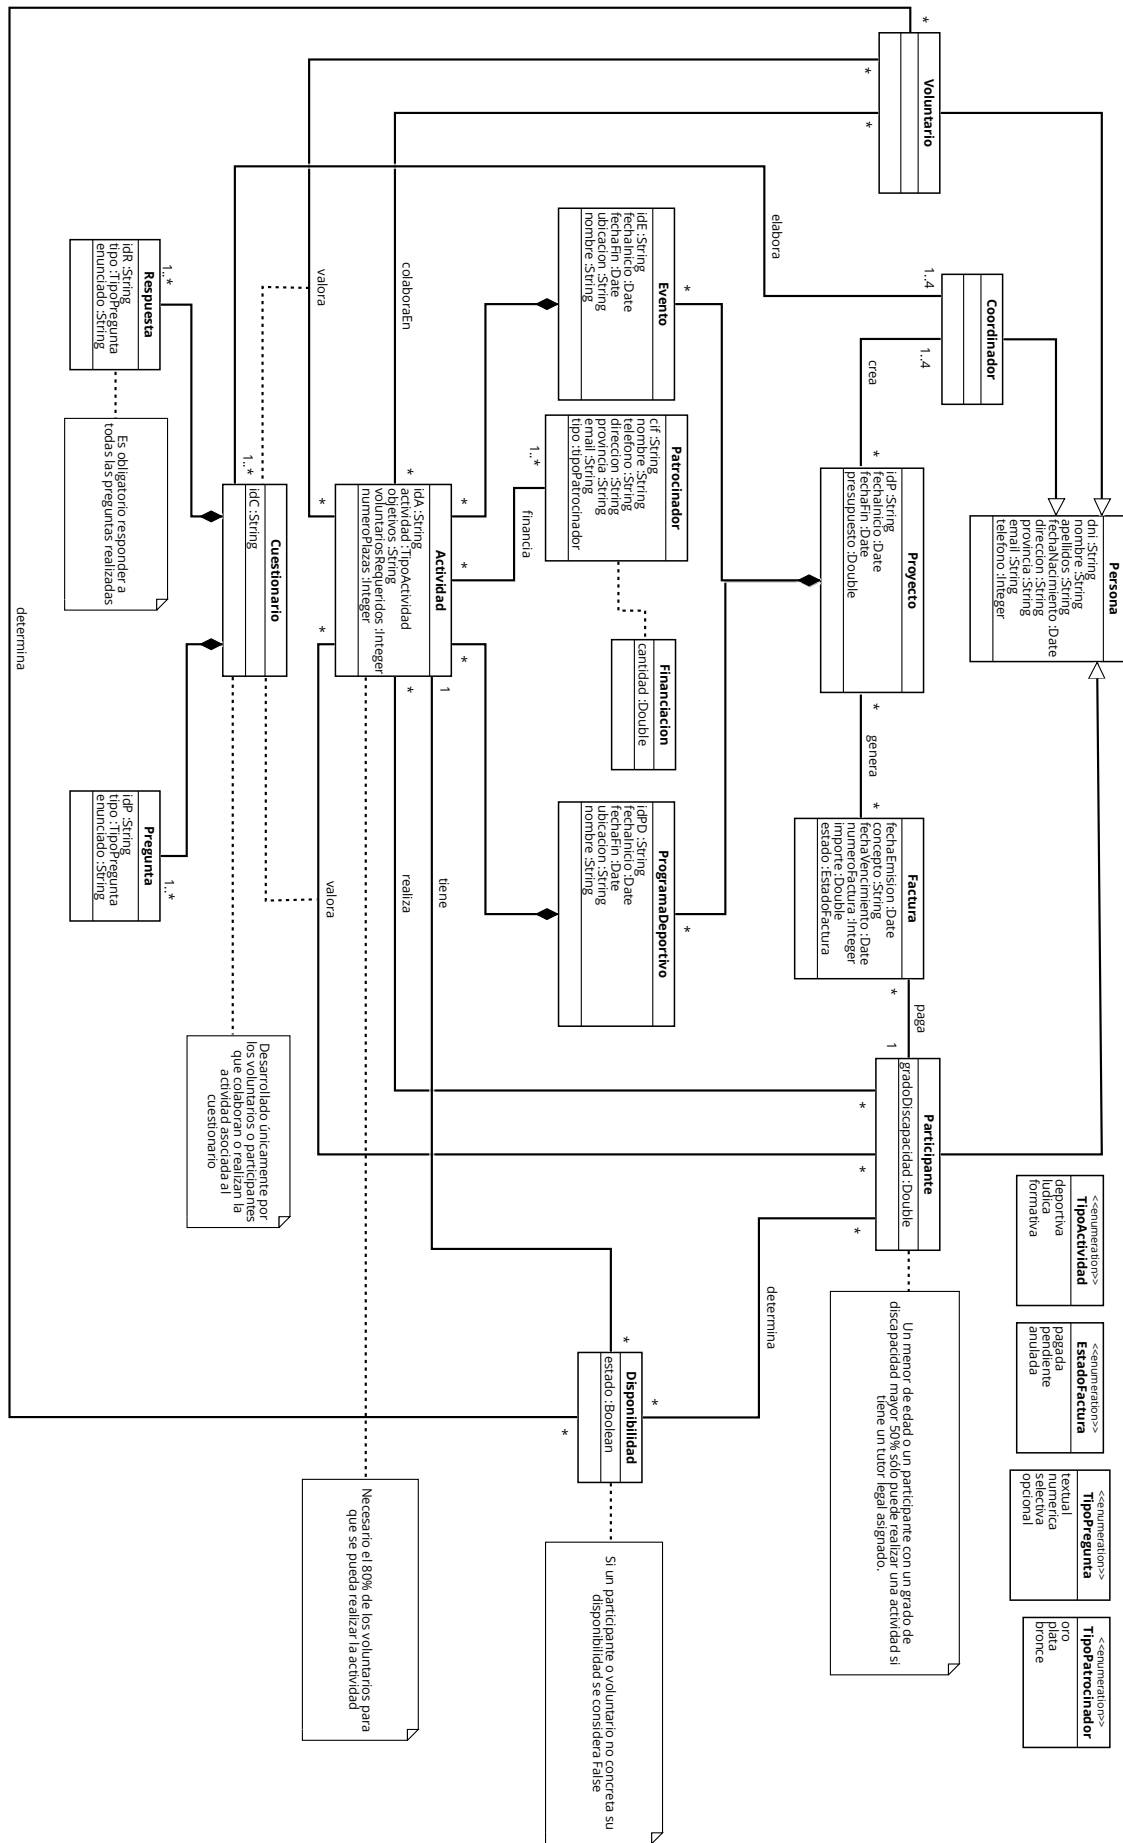 Persona
dni :String
nombre :String
apellidos :String
fechaNacimiento :Date
direccion :String
provincia :String
email :String
telefono :Integer
<<enumeration>>
TipoActividad
deportiva
ludica
formativa
<<enumeration>>
EstadoFactura
pagada
pendiente
anulada
<<enumeration>>
TipoPregunta
textual
numerica
selectiva
opcional
<<enumeration>>
TipoPatrocinador
oro
plata
bronce
Voluntario
*
*
*
Coordinador
1..4
1..4
elabora
crea
*
Proyecto
idP :String
fechaInicio :Date
fechaFin :Date
presupuesto :Double
*
genera
*
Factura
fechaEmision :Date
concepto :String
fechaVencimiento :Date
numeroFactura :Integer
importe :Double
estado :EstadoFactura
*
paga
1
Participante
gradoDiscapacidad :Double
*
*
*
Un menor de edad o un participante con un grado de
discapacidad mayor 50% sólo puede realizar una actividad si
tiene un tutor legal asignado.
determina
*
*
Evento
idE :String
fechaInicio :Date
fechaFin :Date
ubicacion :String
nombre :String
Patrocinador
cif :String
nombre :String
telefono :String
direccion :String
provincia :String
email :String
tipo :tipoPatrocinador
1..*
financia
*
Financiacion
cantidad :Double
*
ProgramaDeportivo
idPD :String
fechaInicio :Date
fechaFin :Date
ubicacion :String
nombre :String
*
Disponibilidad
estado :Boolean
*
*
Si un participante o voluntario no concreta su
disponibilidad se considera False
*
*
colaboraEn
*
Actividad
idA :String
actividad :TipoActividad
objetivos :String
voluntariosRequeridos :Integer
numeroPlazas :Integer
1
tiene
*
realiza
*
valora
*
valora
Necesario el 80% de los voluntarios para
que se pueda realizar la actividad
1..*
Cuestionario
idC :String
Desarrollado únicamente por
los voluntarios o participantes
que colaboran o realizan la
actividad asociada al
cuestionario
Respuesta
idR :String
tipo :TipoPregunta
enunciado :String
1..*
Es obligatorio responder a
todas las preguntas realizadas
Pregunta
idP :String
tipo :TipoPregunta
enunciado :String
1..*
determina